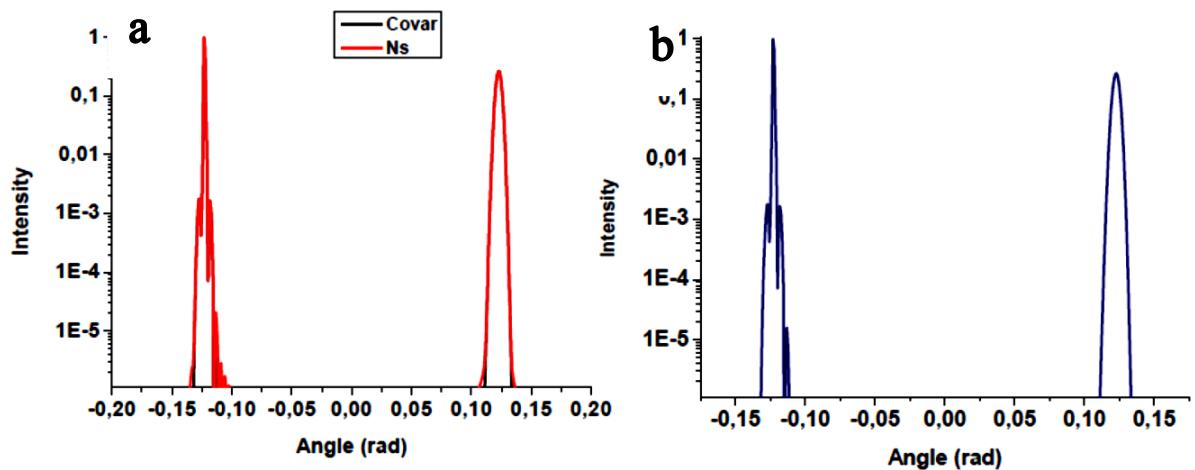 a
Covar
Ns
1
0,1
0,01
1E-3
1E-4
1E-5
Intensity
-0,20 -0,15 -0,10 -0,05 0,00 0,05 0,10 0,15 0,20
Angle (rad)
b
1
0,1
0,01
1E-3
1E-4
1E-5
Intensity
-0,15 -0,10 -0,05 0,00 0,05 0,10 0,15
Angle (rad)